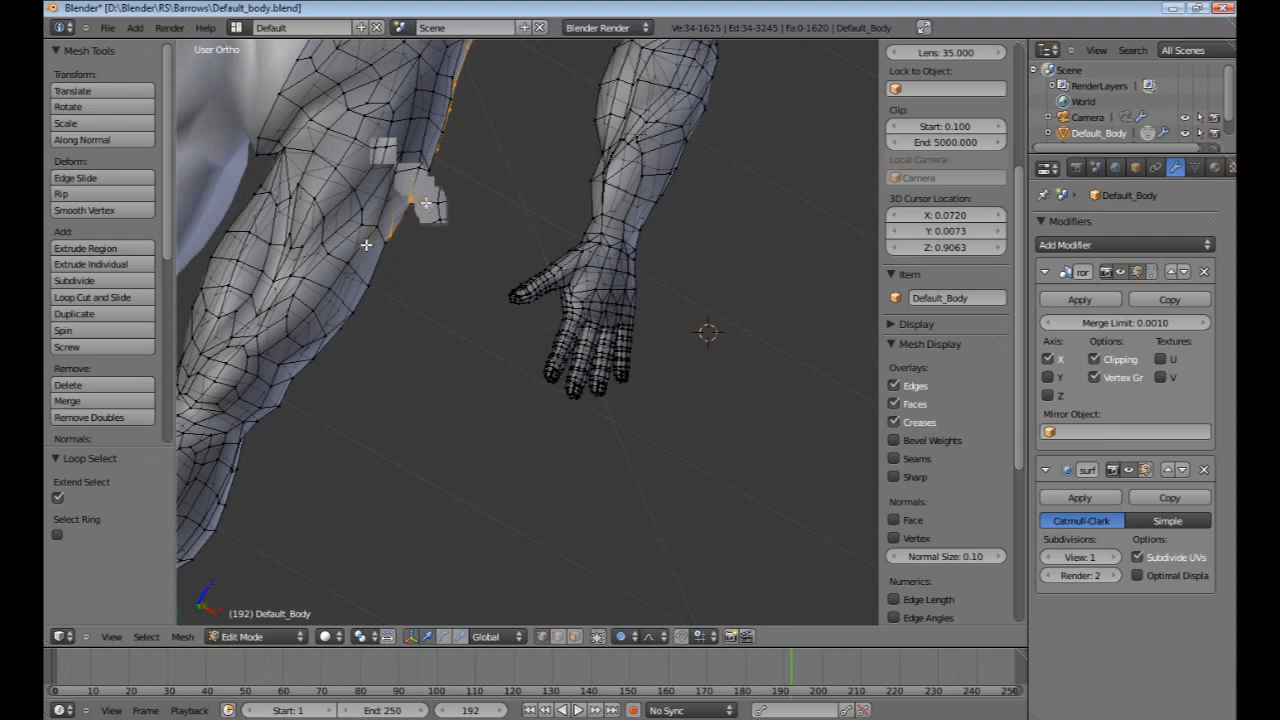 Blender* [D:\Blender\RS\Barrows\Default_body.blend]
File Add Render Help Default Scene Blender Render Ve:34-1625 | Ed:34-3245 | Fa:0-1620 | Default_Body
Mesh Tools
Transform:
Translate
Rotate
Scale
Along Normal
Deform:
Edge Slide
Rip
Smooth Vertex
Add:
Extrude Region
Extrude Individual
Subdivide
Loop Cut and Slide
Duplicate
Spin
Screw
Remove:
Delete
Merge
Remove Doubles
Normals:
Loop Select
Extend Select
Select Ring
User Ortho
(192) Default_Body
Lens: 35.000
Lock to Object:
Clip:
Start: 0.100
End: 5000.000
Local Camera:
Camera
3D Cursor Location:
X: 0.0720
Y: 0.0073
Z: 0.9063
Item
Default_Body
Display
Mesh Display
Overlays:
Edges
Faces
Creases
Bevel Weights
Seams
Sharp
Normals:
Face
Vertex
Normal Size: 0.10
Numerics:
Edge Length
Edge Angles
View Search All Scenes
Scene
RenderLayers
World
Camera
Default_Body
Default_Body
Modifiers
Add Modifier
ror
Apply Copy
Merge Limit: 0.0010
Axis: Options: Textures:
X Clipping U
Y Vertex Gr V
Z
Mirror Object:
surf
Apply Copy
Catmull-Clark Simple
Subdivisions: Options:
View: 1 Subdivide UVs
Render: 2 Optimal Displa
View Select Mesh Edit Mode Global
0 10 20 30 40 50 60 70 80 90 100 110 120 130 140 150 160 170 180 190 200 210 220 230 240 250
View Frame Playback Start: 1 End: 250 192 No Sync